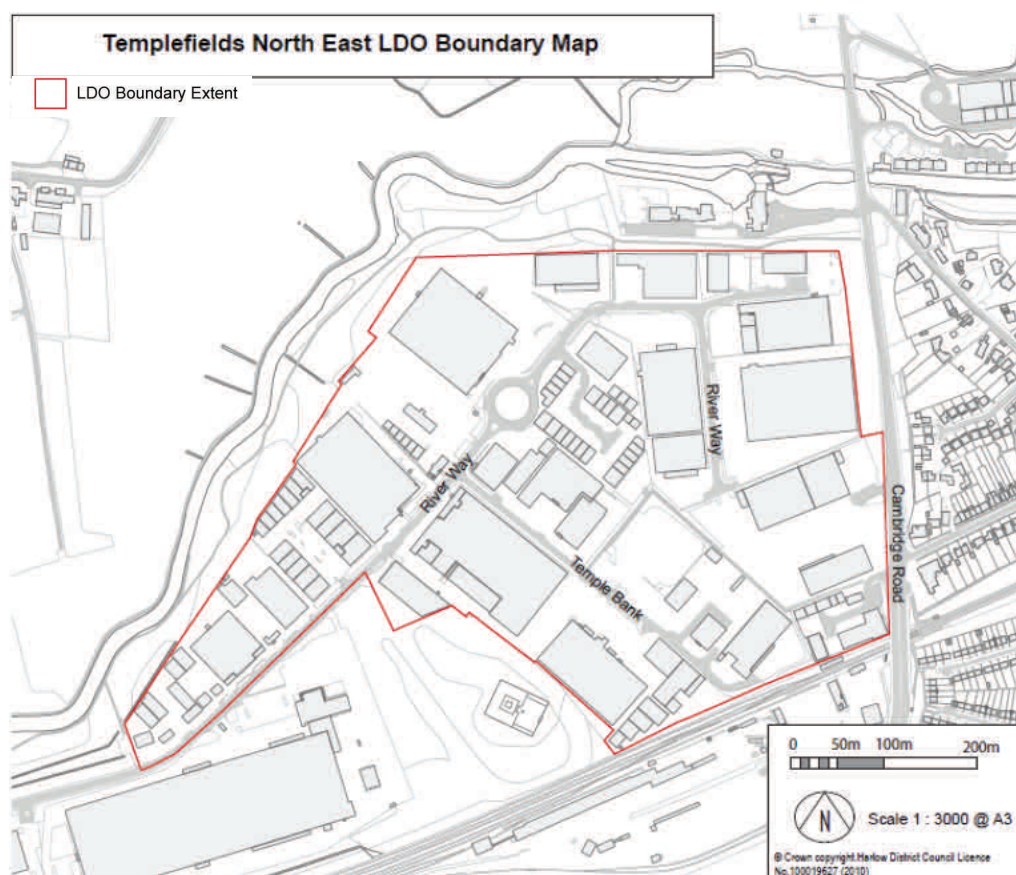 Templefields North East LDO Boundary Map
LDO Boundary Extent
River Way
River Way
Temple Bank
Cambridge Road
0 50m 100m 200m
N
Scale 1 : 3000 @ A3
© Crown copyright.Harlow District Council Licence
No.100019627 (2010)